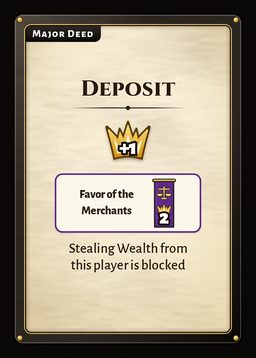 Major Deed
Deposit
+1
Favor of the
Merchants
2
Stealing Wealth from
this player is blocked